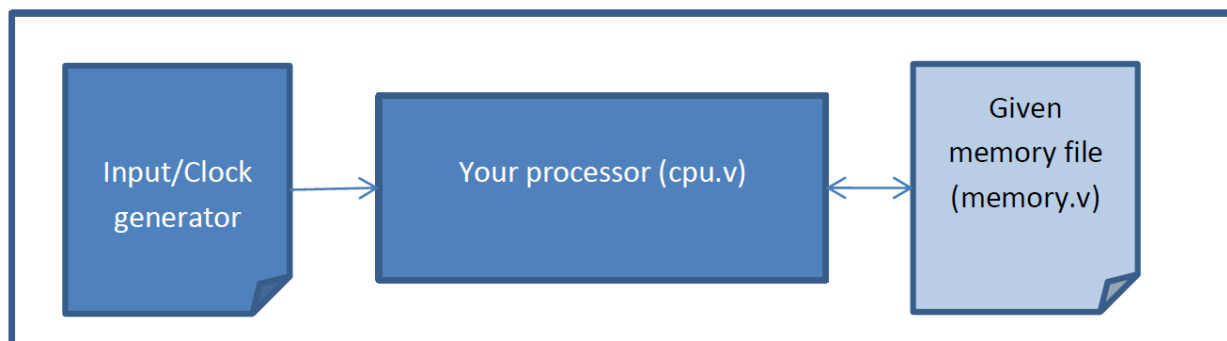 Input/Clock
generator
Your processor (cpu.v)
Given
memory file
(memory.v)